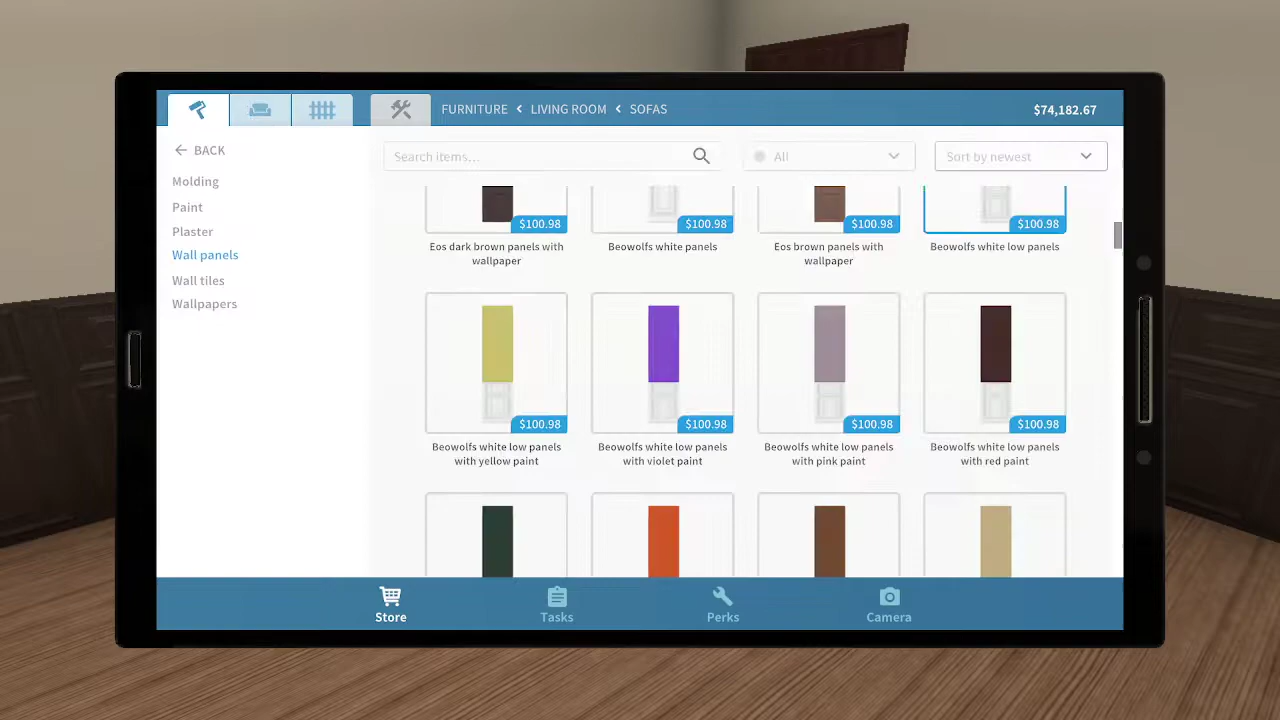 FURNITURE < LIVING ROOM < SOFAS
$74,182.67
BACK
Molding
Paint
Plaster
Wall panels
Wall tiles
Wallpapers
Search items...
All
Sort by newest
$100.98
$100.98
$100.98
$100.98
Eos dark brown panels with
wallpaper
Beowolfs white panels
Eos brown panels with
wallpaper
Beowolfs white low panels
$100.98
$100.98
$100.98
$100.98
Beowolfs white low panels
with yellow paint
Beowolfs white low panels
with violet paint
Beowolfs white low panels
with pink paint
Beowolfs white low panels
with red paint
Store
Tasks
Perks
Camera